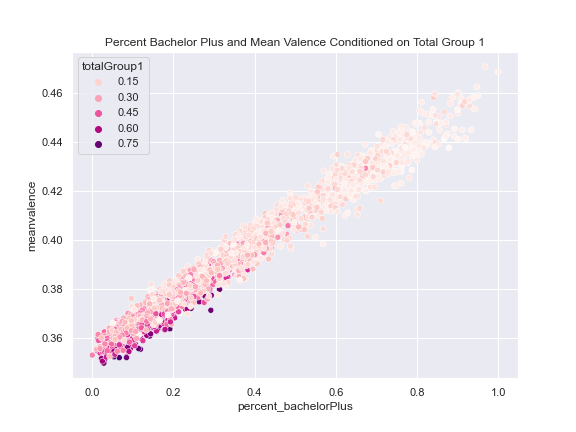 Percent Bachelor Plus and Mean Valence Conditioned on Total Group 1
totalGroup1
0.15
0.30
0.45
0.60
0.75
meanvalence
0.46
0.44
0.42
0.40
0.38
0.36
0.0 0.2 0.4 0.6 0.8 1.0
percent_bachelorPlus